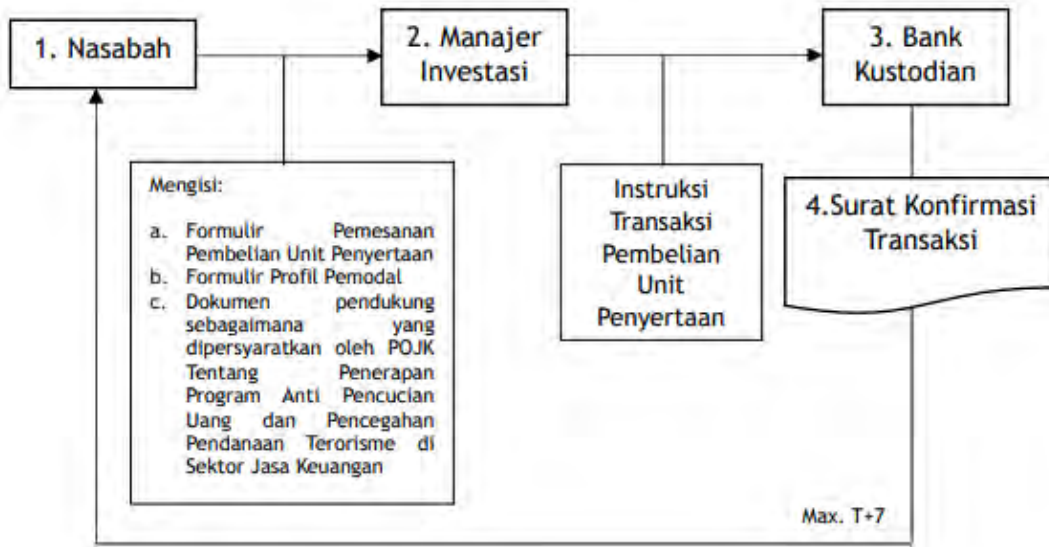 1. Nasabah
2. Manajer
Investasi
3. Bank
Kustodian
Mengisi:
a. Formulir Pemesanan
Pembelian Unit Penyertaan
b. Formulir Profil Pemodal
c. Dokumen pendukung
sebagaimana yang
dipersyaratkan oleh POJK
Tentang Penerapan
Program Anti Pencucian
Uang dan Pencegahan
Pendanaan Terorisme di
Sektor Jasa Keuangan
Instruksi
Transaksi
Pembelian
Unit
Penyertaan
4.Surat Konfirmasi
Transaksi
Max. T+7